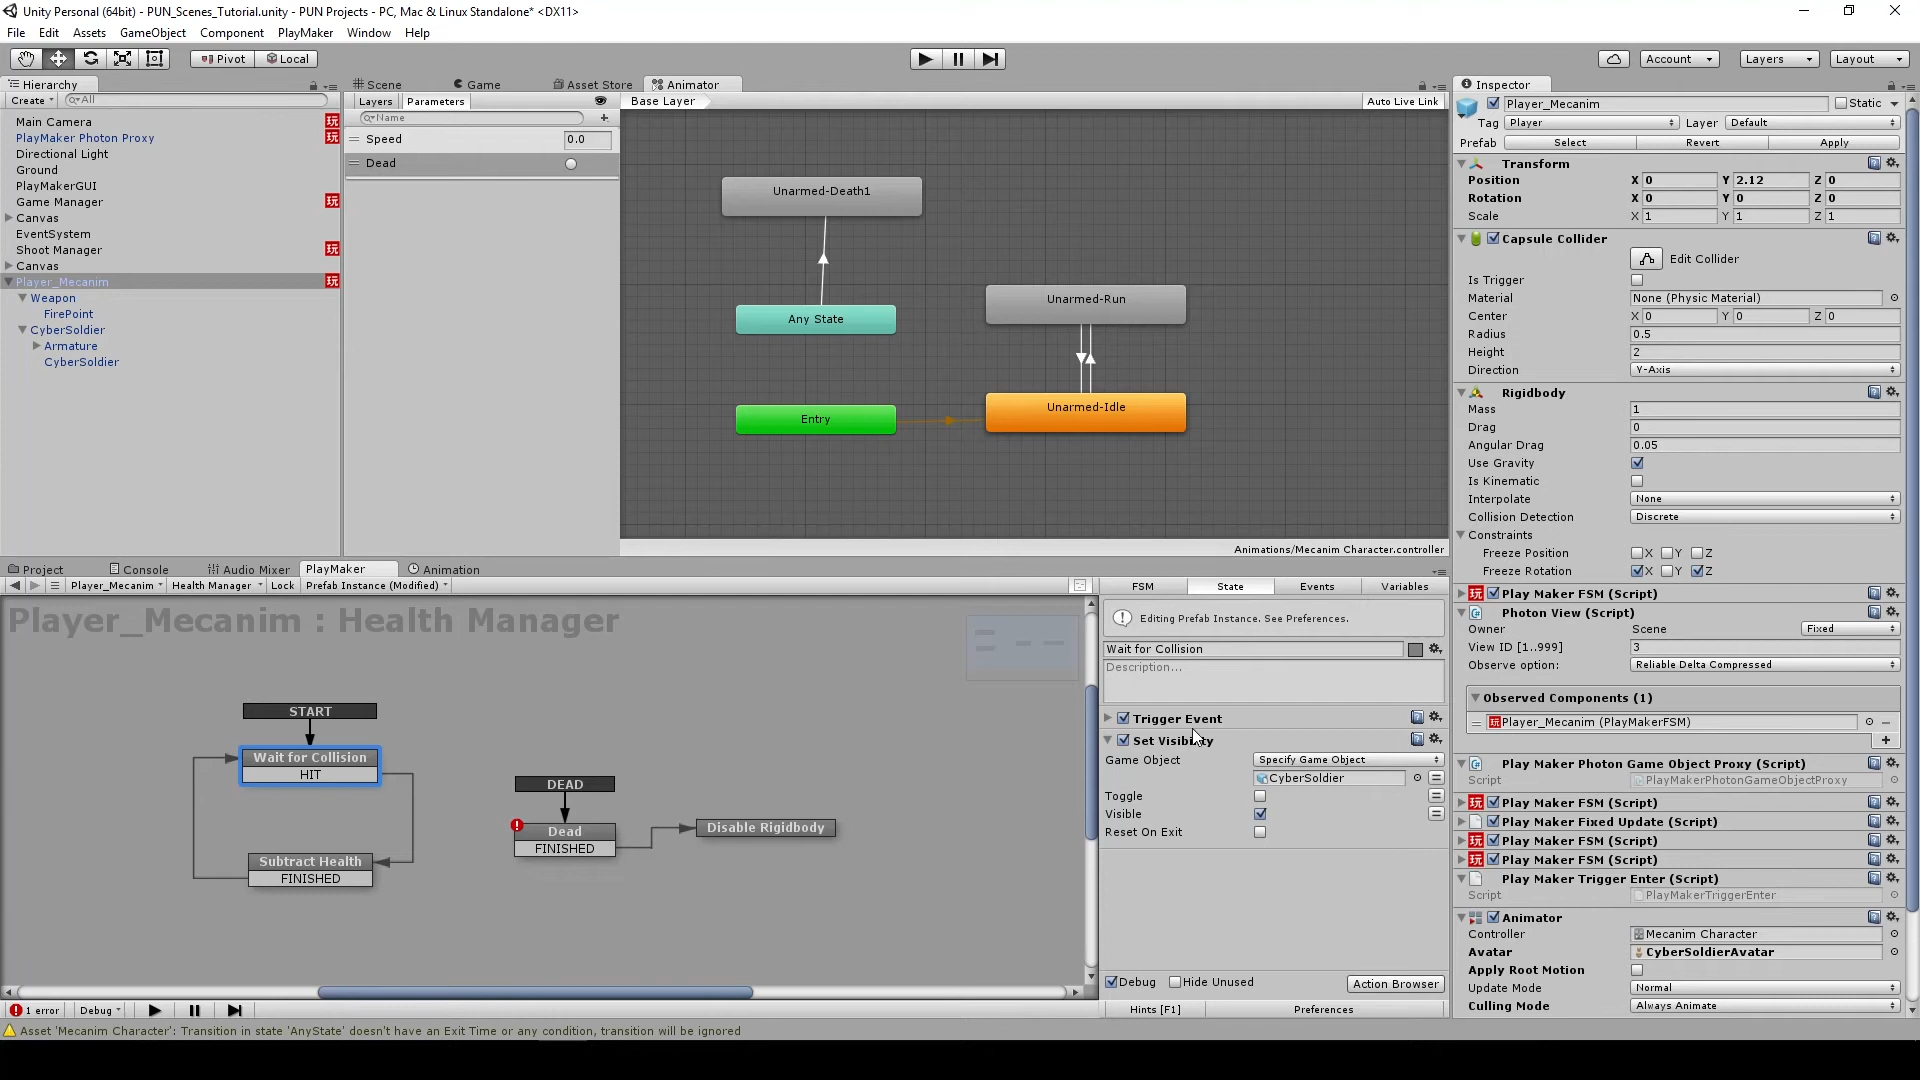 Unity Personal (64bit) - PUN_Scenes_Tutorial.unity - PUN Projects - PC, Mac & Linux Standalone* <DX11>
File Edit Assets GameObject Component PlayMaker Window Help
Pivot Local Account Layers Layout
Hierarchy
Create All
Main Camera
PlayMaker Photon Proxy
Directional Light
Ground
PlayMakerGUI
Game Manager
Canvas
EventSystem
Shoot Manager
Canvas
Player_Mecanim
Weapon
FirePoint
CyberSoldier
Armature
CyberSoldier
Scene Game Asset Store Animator
Layers Parameters
Name
Speed 0.0
Dead
Base Layer Auto Live Link
Unarmed-Death1
Any State
Entry
Unarmed-Run
Unarmed-Idle
Animations/Mecanim Character.controller
Project Console Audio Mixer PlayMaker Animation
Player_Mecanim Health Manager Lock Prefab Instance (Modified)
Player_Mecanim : Health Manager
START
Wait for Collision
HIT
Subtract Health
FINISHED
DEAD
Dead
FINISHED
Disable Rigidbody
1 error Debug
Asset 'Mecanim Character': Transition in state 'AnyState' doesn't have an Exit Time or any condition, transition will be ignored
FSM State Events Variables
Editing Prefab Instance. See Preferences.
Wait for Collision
Description...
Trigger Event
Set Visibility
Game Object Specify Game Object
CyberSoldier
Toggle
Visible
Reset On Exit
Debug Hide Unused Action Browser
Hints [F1] Preferences
Inspector
Player_Mecanim Static
Tag Player Layer Default
Prefab Select Revert Apply
Transform
Position X 0 Y 2.12 Z 0
Rotation X 0 Y 0 Z 0
Scale X 1 Y 1 Z 1
Capsule Collider
Edit Collider
Is Trigger
Material None (Physic Material)
Center X 0 Y 0 Z 0
Radius 0.5
Height 2
Direction Y-Axis
Rigidbody
Mass 1
Drag 0
Angular Drag 0.05
Use Gravity
Is Kinematic
Interpolate None
Collision Detection Discrete
Constraints
Freeze Position X Y Z
Freeze Rotation X Y Z
Play Maker FSM (Script)
Photon View (Script)
Owner Scene Fixed
View ID [1..999] 3
Observe option: Reliable Delta Compressed
Observed Components (1)
Player_Mecanim (PlayMakerFSM)
Play Maker Photon Game Object Proxy (Script)
Script PlayMakerPhotonGameObjectProxy
Play Maker FSM (Script)
Play Maker Fixed Update (Script)
Play Maker FSM (Script)
Play Maker FSM (Script)
Play Maker Trigger Enter (Script)
Script PlayMakerTriggerEnter
Animator
Controller Mecanim Character
Avatar CyberSoldierAvatar
Apply Root Motion
Update Mode Normal
Culling Mode Always Animate